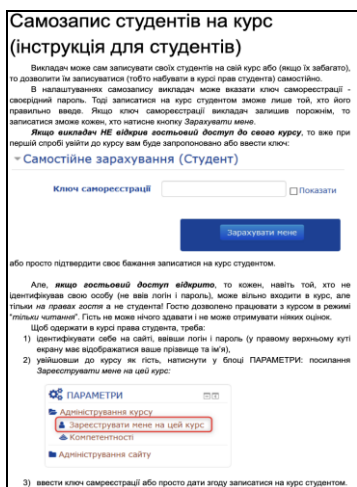 Самозапис студентів на курс
(інструкція для студентів)
Викладач може сам записувати своїх студентів на свій курс або (якщо їх забагато),
то дозволити їм записуватися (тобто набувати в курсі прав студента) самостійно.
В налаштуваннях самозапису викладач може вказати ключ самореєстрації -
своєрідний пароль. Тоді записатися на курс студентом зможе лише той, хто його
правильно введе. Якщо ключ самореєстрації викладач залишив порожнім, то
записатися зможе кожен, хто натисне кнопку Зарахувати мене.
Якщо викладач НЕ відкрив гостьовий доступ до свого курсу, то вже при
першій спробі увійти до курсу вам буде запропоновано або ввести ключ:
Самостійне зарахування (Студент)
Ключ самореєстрації
Показати
Зарахувати мене
або просто підтвердити своє бажання записатися на курс студентом.
Але, якщо гостьовий доступ відкрито, то кожен, навіть той, хто не
ідентифікував свою особу (не ввів логін і пароль), може вільно входити в курс, але
тільки на правах гостя а не студента! Гостю дозволено працювати з курсом в режимі
"тільки читання". Гість не може нічого здавати і не може отримувати ніяких оцінок.
Щоб одержати в курсі права студента, треба:
1) ідентифікувати себе на сайті, ввівши логін і пароль (у правому верхньому куті
екрану має відображатися ваше прізвище та ім'я),
2) увійшовши до курсу як гість, натиснути у блоці ПАРАМЕТРИ: посилання
Зареєструвати мене на цей курс:
ПАРАМЕТРИ
Адміністрування курсу
Зареєструвати мене на цей курс
Компетентності
Адміністрування сайту
3) ввести ключ самреєстрації або просто дати згоду записатися на курс студентом.